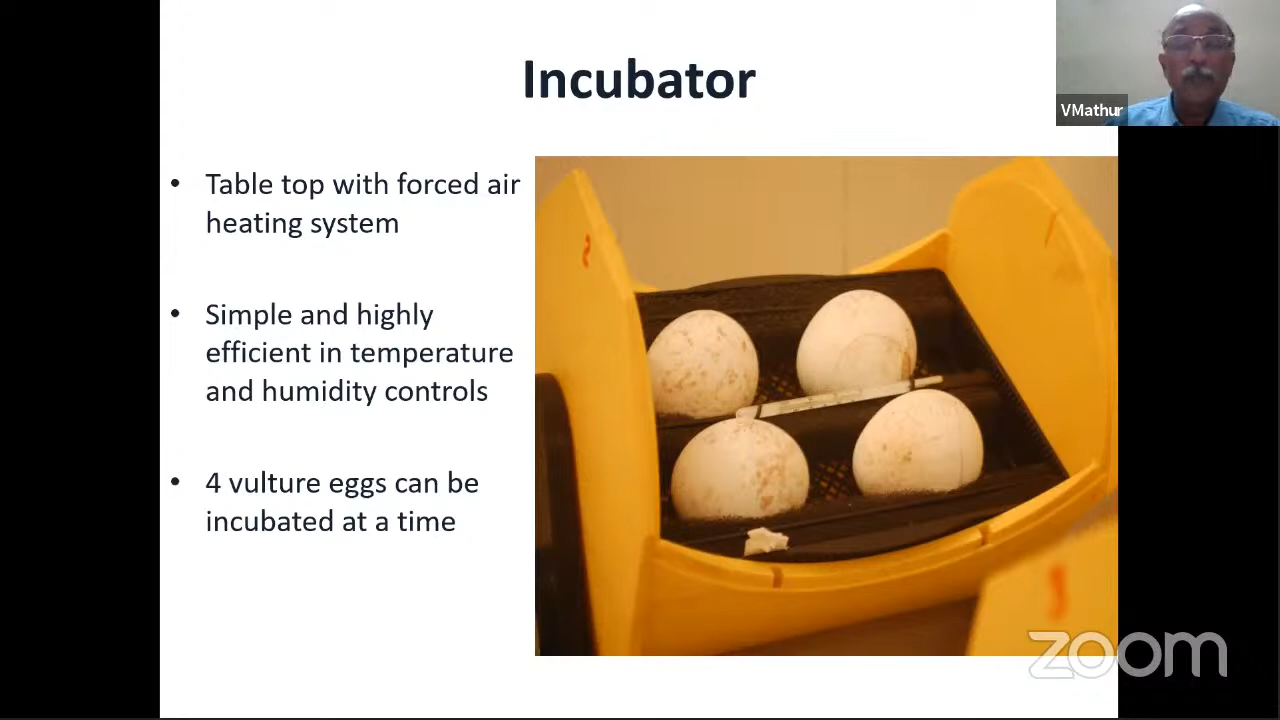 Incubator
VMathur
• Table top with forced air
heating system
• Simple and highly
efficient in temperature
and humidity controls
• 4 vulture eggs can be
incubated at a time
zoom